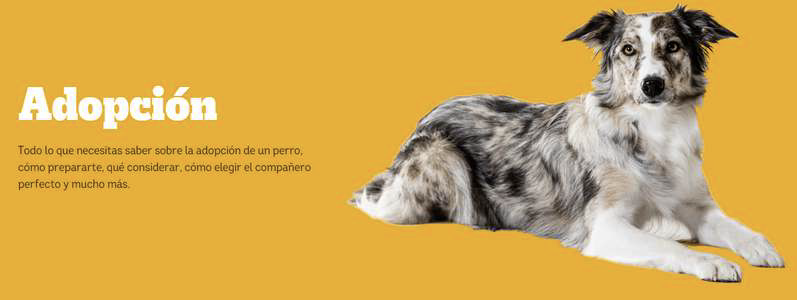 Adopción
Todo lo que necesitas saber sobre la adopción de un perro,
cómo prepararte, qué considerar, cómo elegir el compañero
perfecto y mucho más.